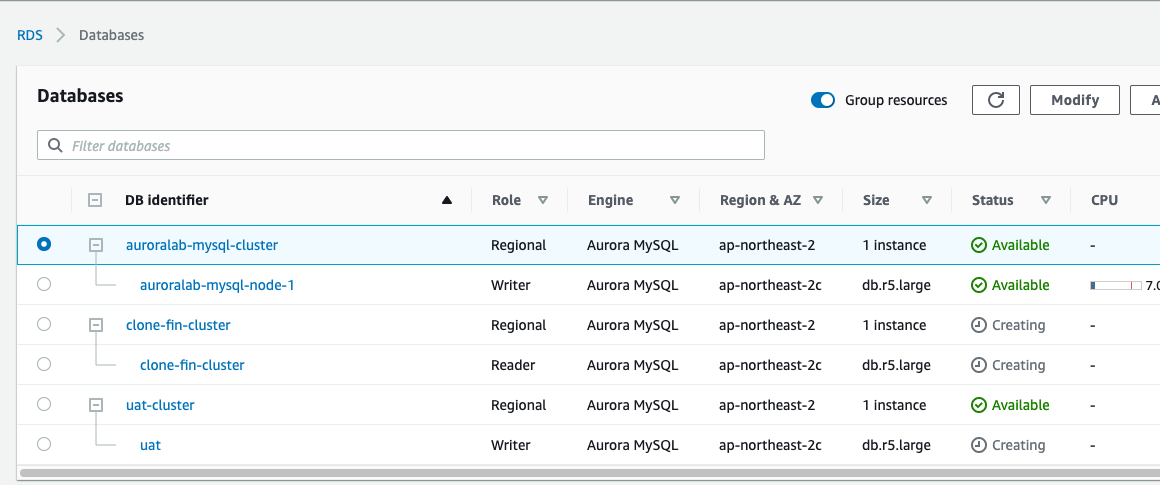 RDS > Databases
Databases Group resources Modify A
Filter databases
DB identifier Role Engine Region & AZ Size Status CPU
auroralab-mysql-cluster Regional Aurora MySQL ap-northeast-2 1 instance Available -
auroralab-mysql-node-1 Writer Aurora MySQL ap-northeast-2c db.r5.large Available 7.0
clone-fin-cluster Regional Aurora MySQL ap-northeast-2 1 instance Creating -
clone-fin-cluster Reader Aurora MySQL ap-northeast-2c db.r5.large Creating -
uat-cluster Regional Aurora MySQL ap-northeast-2 1 instance Available -
uat Writer Aurora MySQL ap-northeast-2c db.r5.large Creating -